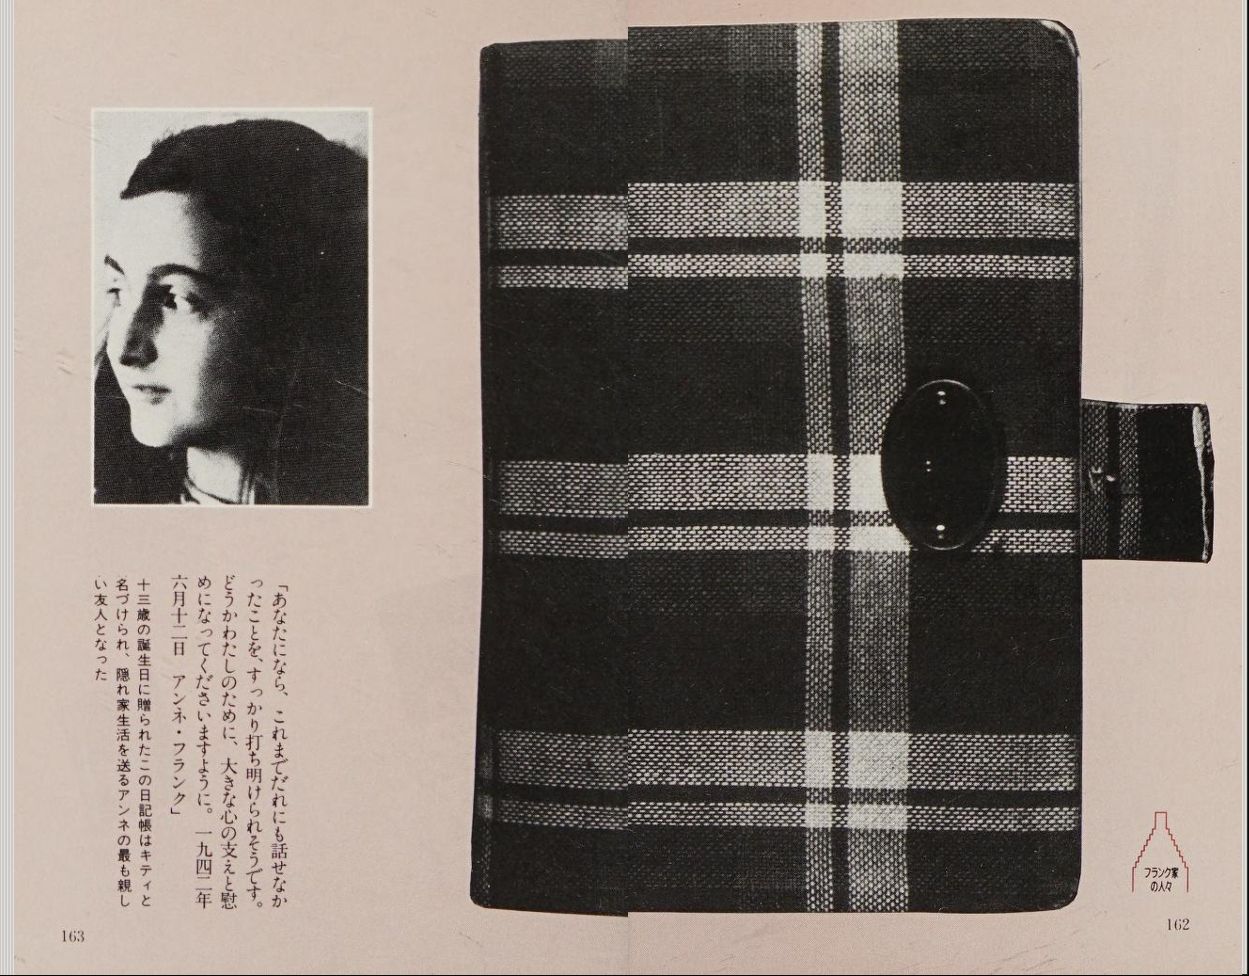 「あなたになら、これまでだれにも話せなか
ったことを、すっかり打ち明けられそうです。
どうかわたしのために、大きな心の支えと慰
めになってくださいますように。一九四二年
六月十二日　アンネ・フランク」
十三歳の誕生日に贈られたこの日記帳はキティと
名づけられ、隠れ家生活を送るアンネの最も親し
い友人となった
フランク家
の人々
162
163